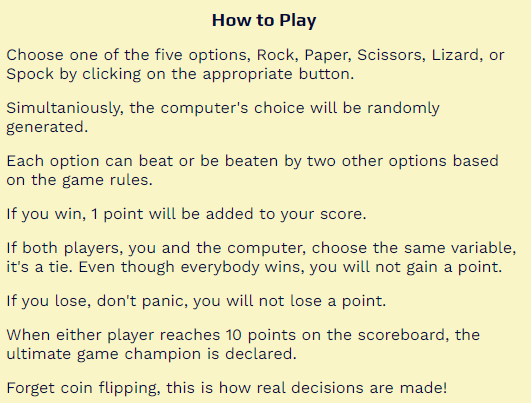 How to Play
Choose one of the five options, Rock, Paper, Scissors, Lizard, or
Spock by clicking on the appropriate button.
Simultaniously, the computer's choice will be randomly
generated.
Each option can beat or be beaten by two other options based
on the game rules.
If you win, 1 point will be added to your score.
If both players, you and the computer, choose the same variable,
it's a tie. Even though everybody wins, you will not gain a point.
If you lose, don't panic, you will not lose a point.
When either player reaches 10 points on the scoreboard, the
ultimate game champion is declared.
Forget coin flipping, this is how real decisions are made!